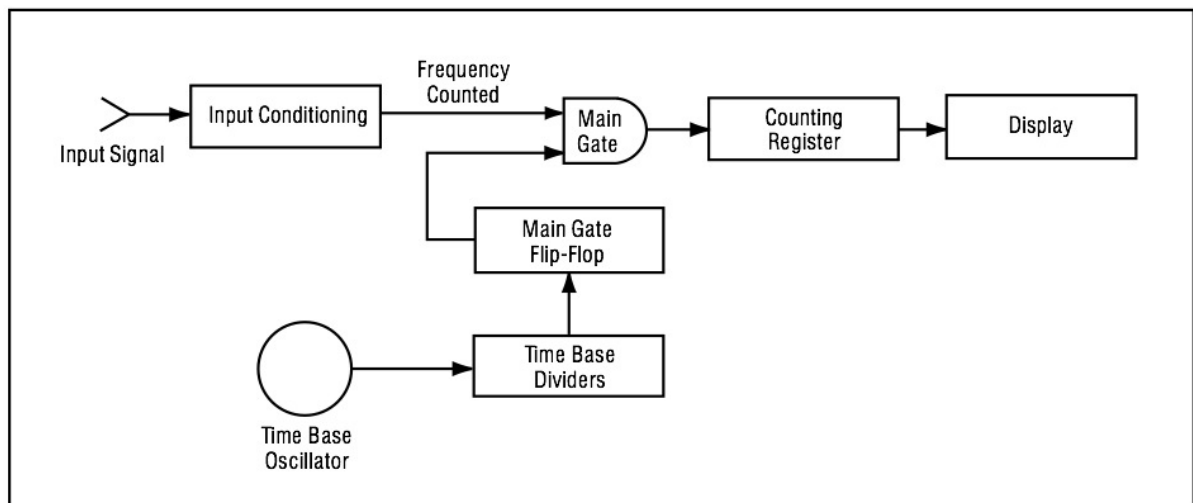 Frequency
Counted
Input Signal
Input Conditioning
Main
Gate
Counting
Register
Display
Main Gate
Flip-Flop
Time Base
Dividers
Time Base
Oscillator